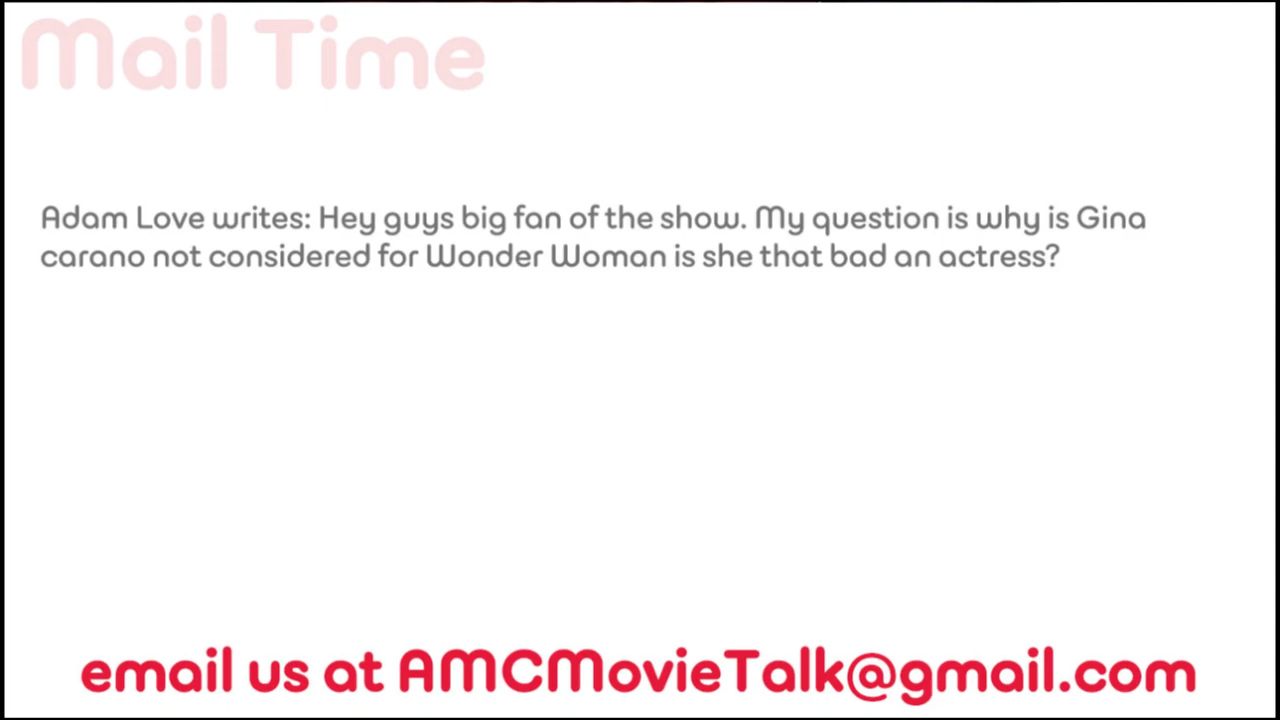 Mail Time
Adam Love writes: Hey guys big fan of the show. My question is why is Gina
carano not considered for Wonder Woman is she that bad an actress?
email us at AMCMovieTalk@gmail.com